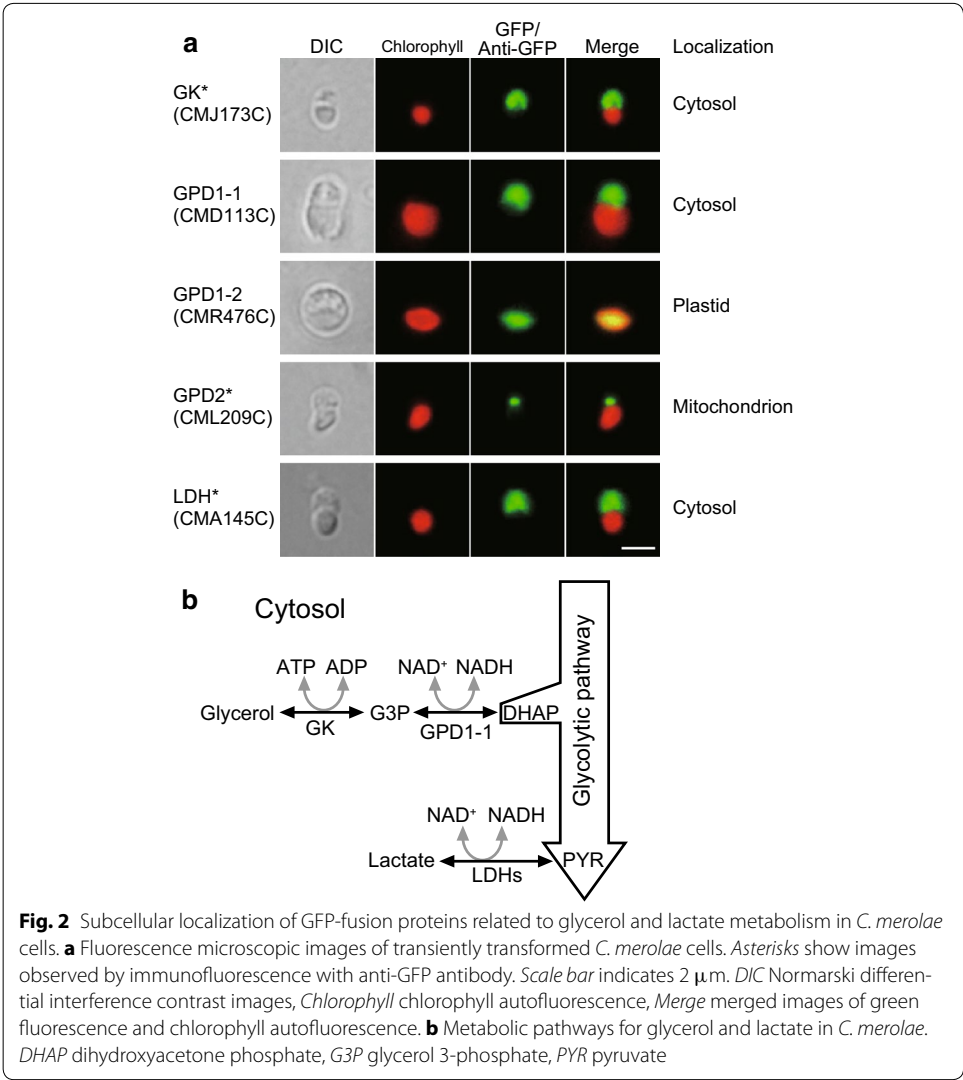 a
DIC Chlorophyll GFP/ Anti-GFP Merge Localization
GK*
(CMJ173C)
Cytosol
GPD1-1
(CMD113C)
Cytosol
GPD1-2
(CMR476C)
Plastid
GPD2*
(CML209C)
Mitochondrion
LDH*
(CMA145C)
Cytosol
b
Cytosol
ATP ADP NAD⁺ NADH
Glycerol G3P DHAP
GK GPD1-1
Glycolytic pathway
NAD⁺ NADH
Lactate PYR
LDHs
Fig. 2 Subcellular localization of GFP-fusion proteins related to glycerol and lactate metabolism in C. merolae
cells. a Fluorescence microscopic images of transiently transformed C. merolae cells. Asterisks show images
observed by immunofluorescence with anti-GFP antibody. Scale bar indicates 2 μm. DIC Normarski differen-
tial interference contrast images, Chlorophyll chlorophyll autofluorescence, Merge merged images of green
fluorescence and chlorophyll autofluorescence. b Metabolic pathways for glycerol and lactate in C. merolae.
DHAP dihydroxyacetone phosphate, G3P glycerol 3-phosphate, PYR pyruvate